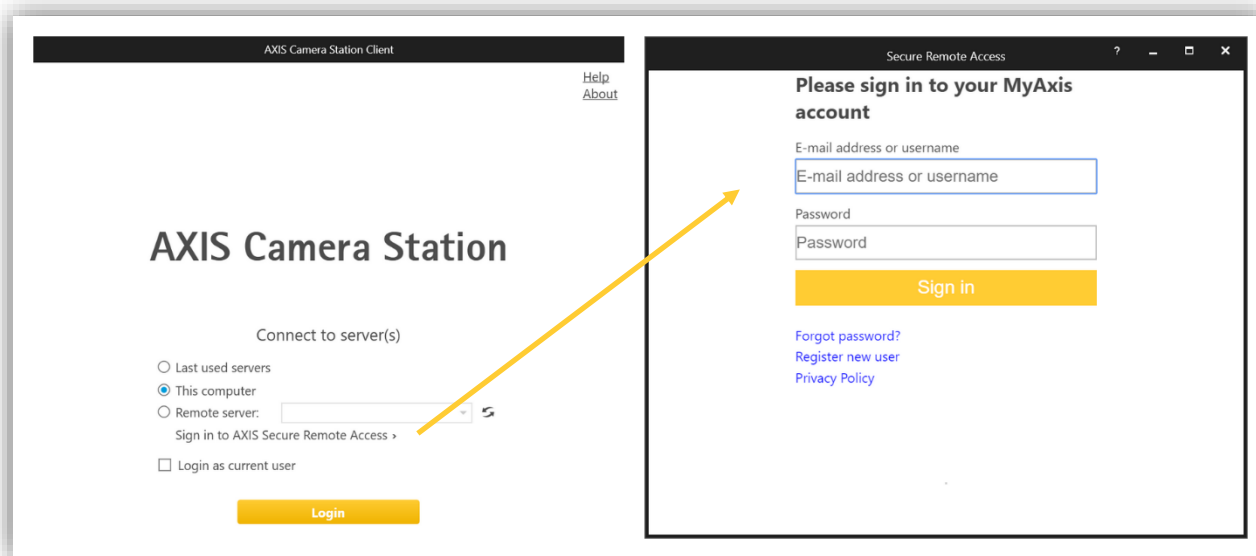 AXIS Camera Station Client
Help
About
AXIS Camera Station
Connect to server(s)
Last used servers
This computer
Remote server:
Sign in to AXIS Secure Remote Access ›
Login as current user
Login
Secure Remote Access
Please sign in to your MyAxis
account
E-mail address or username
E-mail address or username
Password
Password
Sign in
Forgot password?
Register new user
Privacy Policy